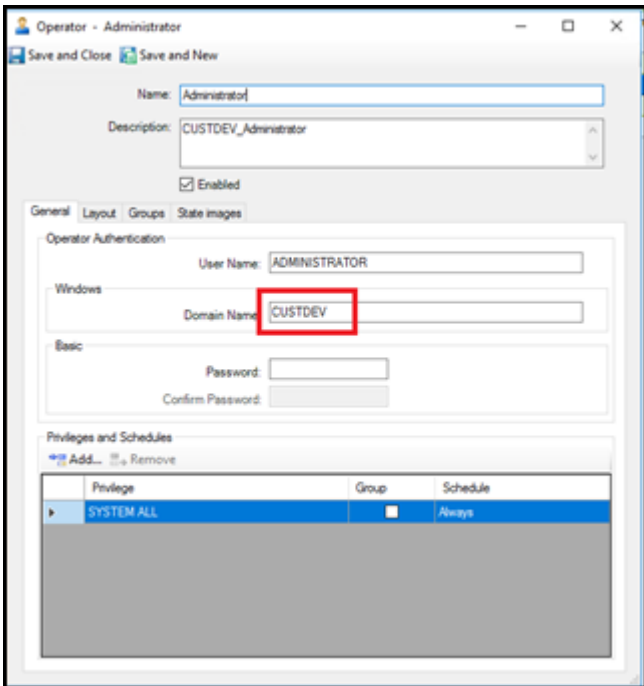 Operator - Administrator
Save and Close Save and New
Name: Administrator
Description: CUSTDEV_Administrator
Enabled
General Layout Groups State images
Operator Authentication
User Name: ADMINISTRATOR
Windows
Domain Name: CUSTDEV
Basic
Password:
Confirm Password:
Privileges and Schedules
Add... Remove
Privilege Group Schedule
SYSTEM ALL Always